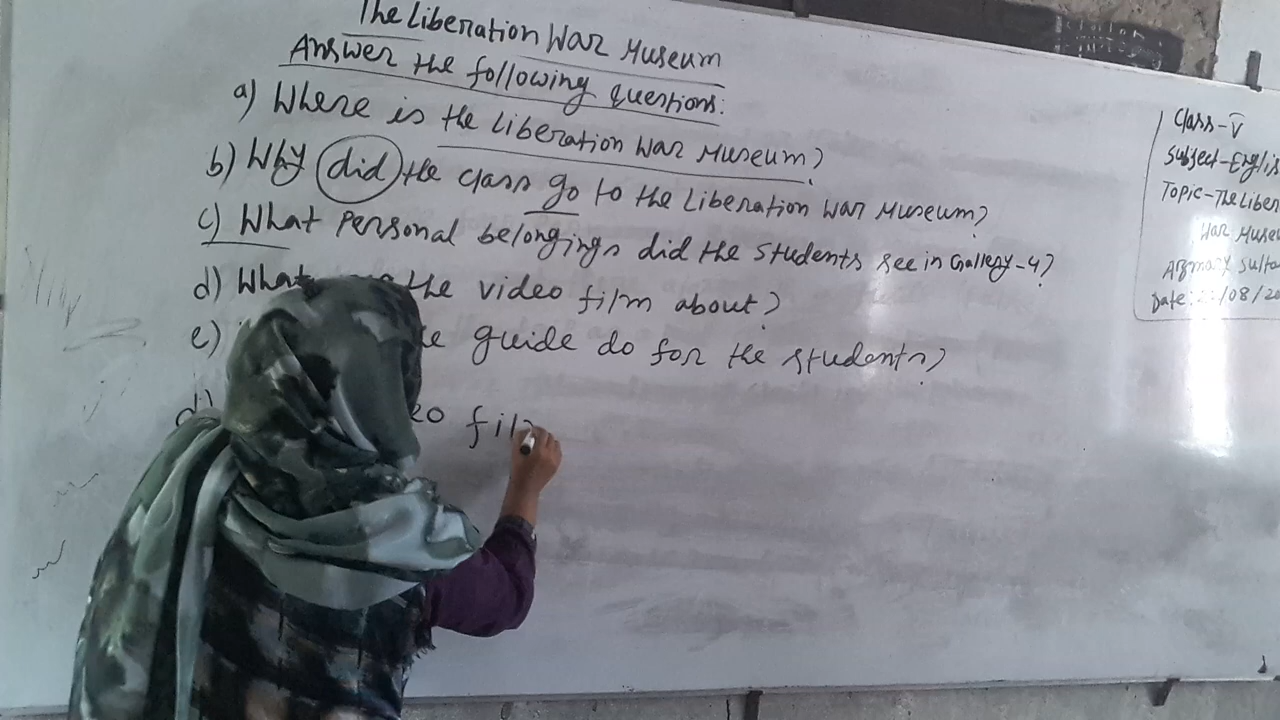 The Liberation War Museum
Answer the following questions:
a) Where is the Liberation War Museum?
b) Why did the class go to the Liberation War Museum?
c) What personal belongings did the students see in Gallery-4?
d) What the video film about?
e) guide do for the students?
d) fil
Class-V
Subject-Englis
Topic-The Liber
War Museu
Sulta
Date: /08/20